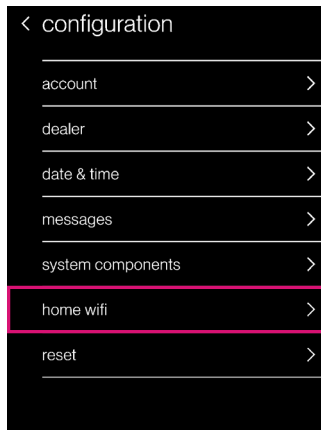 configuration
account
dealer
date & time
messages
system components
home wifi
reset